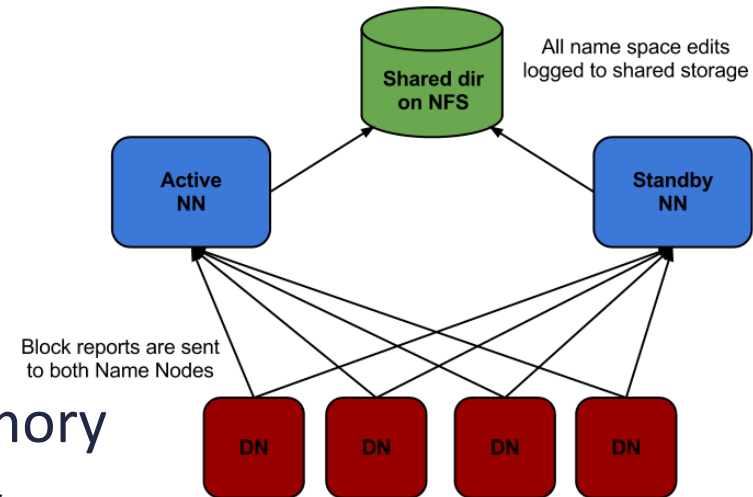 Shared dir
on NFS
All name space edits
logged to shared storage
Active
NN
Standby
NN
Block reports are sent
to both Name Nodes
DN
DN
DN
DN